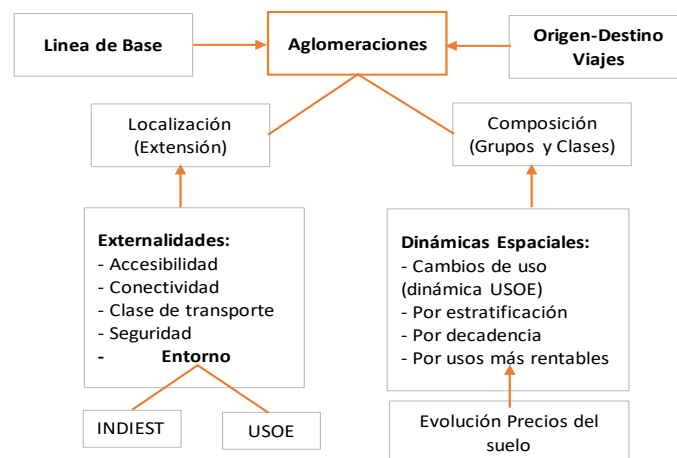 Linea de Base
Aglomeraciones
Origen-Destino
Viajes
Localización
(Extensión)
Composición
(Grupos y Clases)
Externalidades:
- Accesibilidad
- Conectividad
- Clase de transporte
- Seguridad
- Entorno
Dinámicas Espaciales:
- Cambios de uso
(dinámica USOE)
- Por estratificación
- Por decadencia
- Por usos más rentables
INDIEST
USOE
Evolución Precios del
suelo